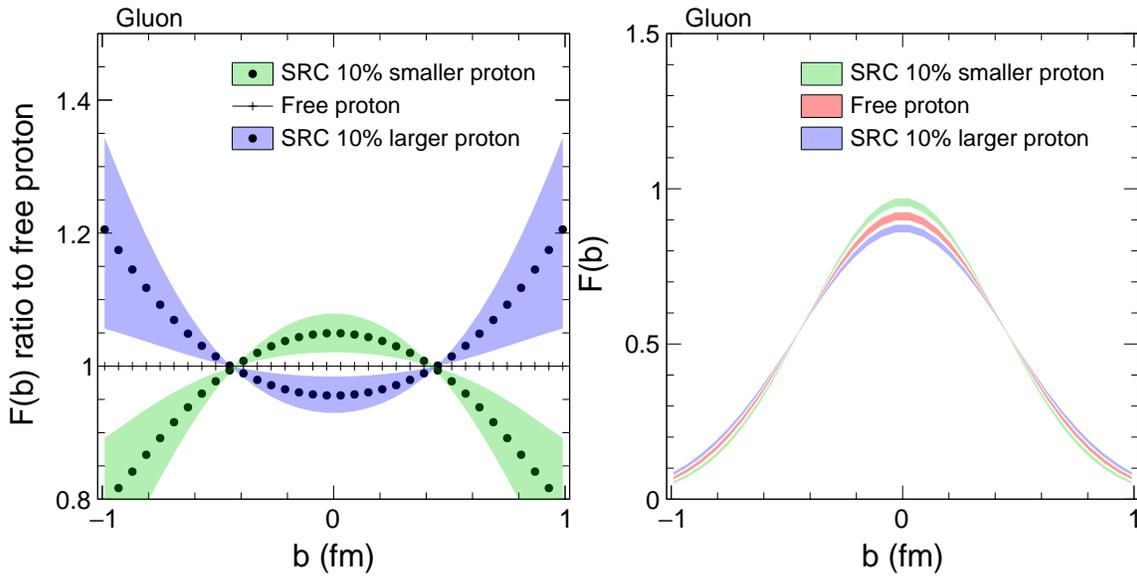 Gluon
SRC 10% smaller proton
Free proton
SRC 10% larger proton
F(b) ratio to free proton
1.4
1.2
1
0.8
−1
0
1
b (fm)
Gluon
SRC 10% smaller proton
Free proton
SRC 10% larger proton
F(b)
1.5
1
0.5
0
−1
0
1
b (fm)